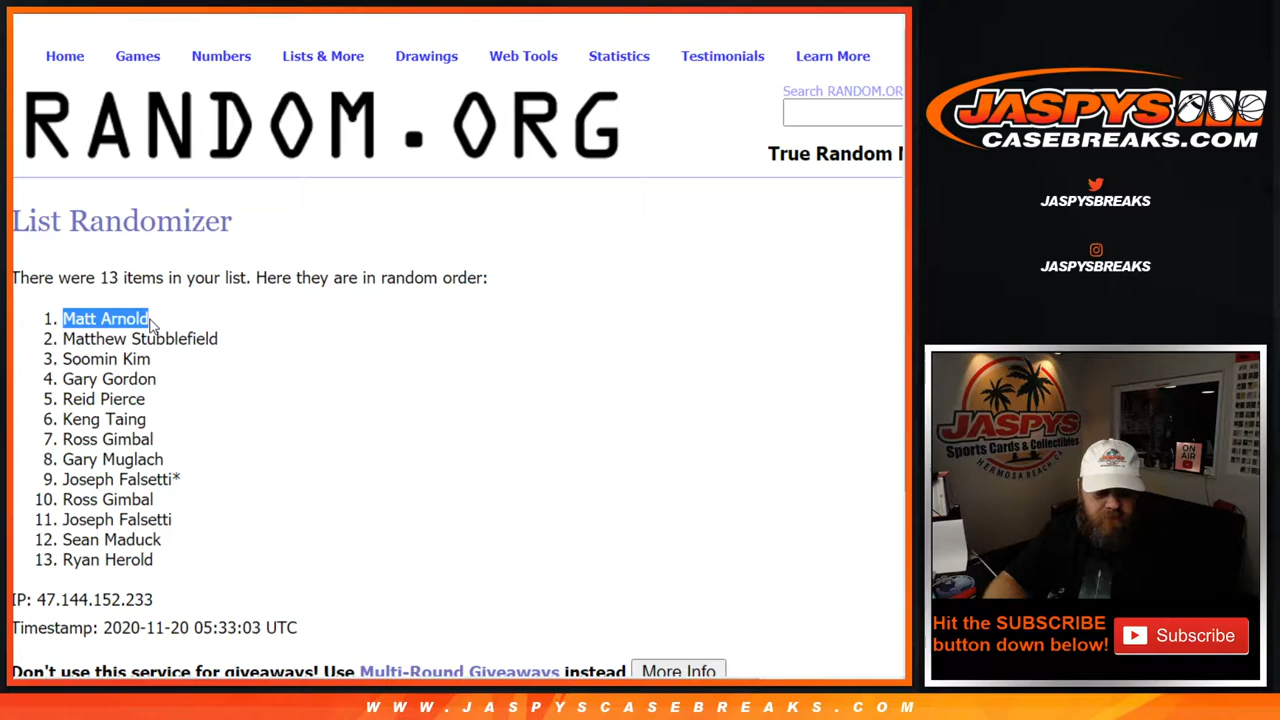 Home Games Numbers Lists & More Drawings Web Tools Statistics Testimonials Learn More
RANDOM.ORG
Search RANDOM.OR
True Random
List Randomizer
There were 13 items in your list. Here they are in random order:
1. Matt Arnold
2. Matthew Stubblefield
3. Soomin Kim
4. Gary Gordon
5. Reid Pierce
6. Keng Taing
7. Ross Gimbal
8. Gary Muglach
9. Joseph Falsetti*
10. Ross Gimbal
11. Joseph Falsetti
12. Sean Maduck
13. Ryan Herold
IP: 47.144.152.233
Timestamp: 2020-11-20 05:33:03 UTC
Don't use this service for giveaways! Use Multi-Round Giveaways instead More Info
JASPYS
CASEBREAKS.COM
JASPYSBREAKS
JASPYSBREAKS
JASPYS
Sports Cards & Collectibles
HERMOSA BEACH, CA
ON
AIR
Hit the SUBSCRIBE
button down below!
Subscribe
WWW.JASPYSCASEBREAKS.COM